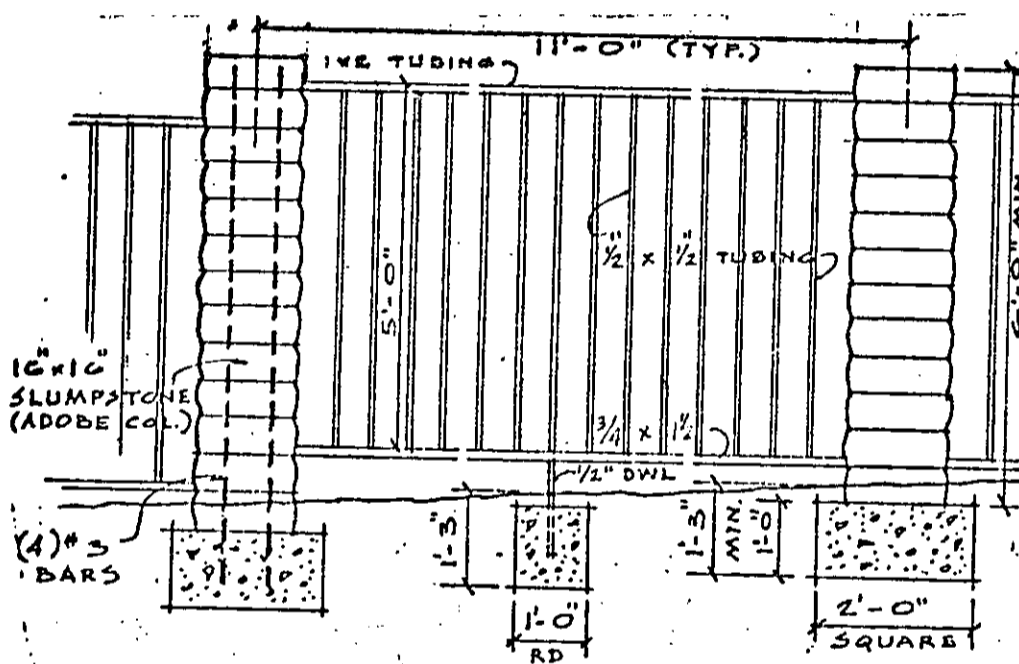 11'-0" (TYP.)
1x2 TUBING
5'-0"
1/2" x 1 1/2" TUBING
16"x16"
SLUMPSTONE
(ADOBE COL.)
3/4 x 1 1/2
1/2" DWL
(4) #3
BARS
1'-3"
1'-3"
MIN.
1'-0"
1'-0"
RD
2'-0"
SQUARE
MIN